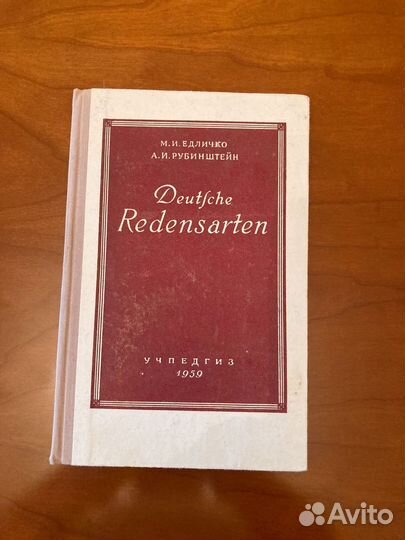 М.И.ЕДЛИЧКО
А.И.РУБИНШТЕЙН
Deutſche
Redensarten
УЧПЕДГИЗ
1959
Avito